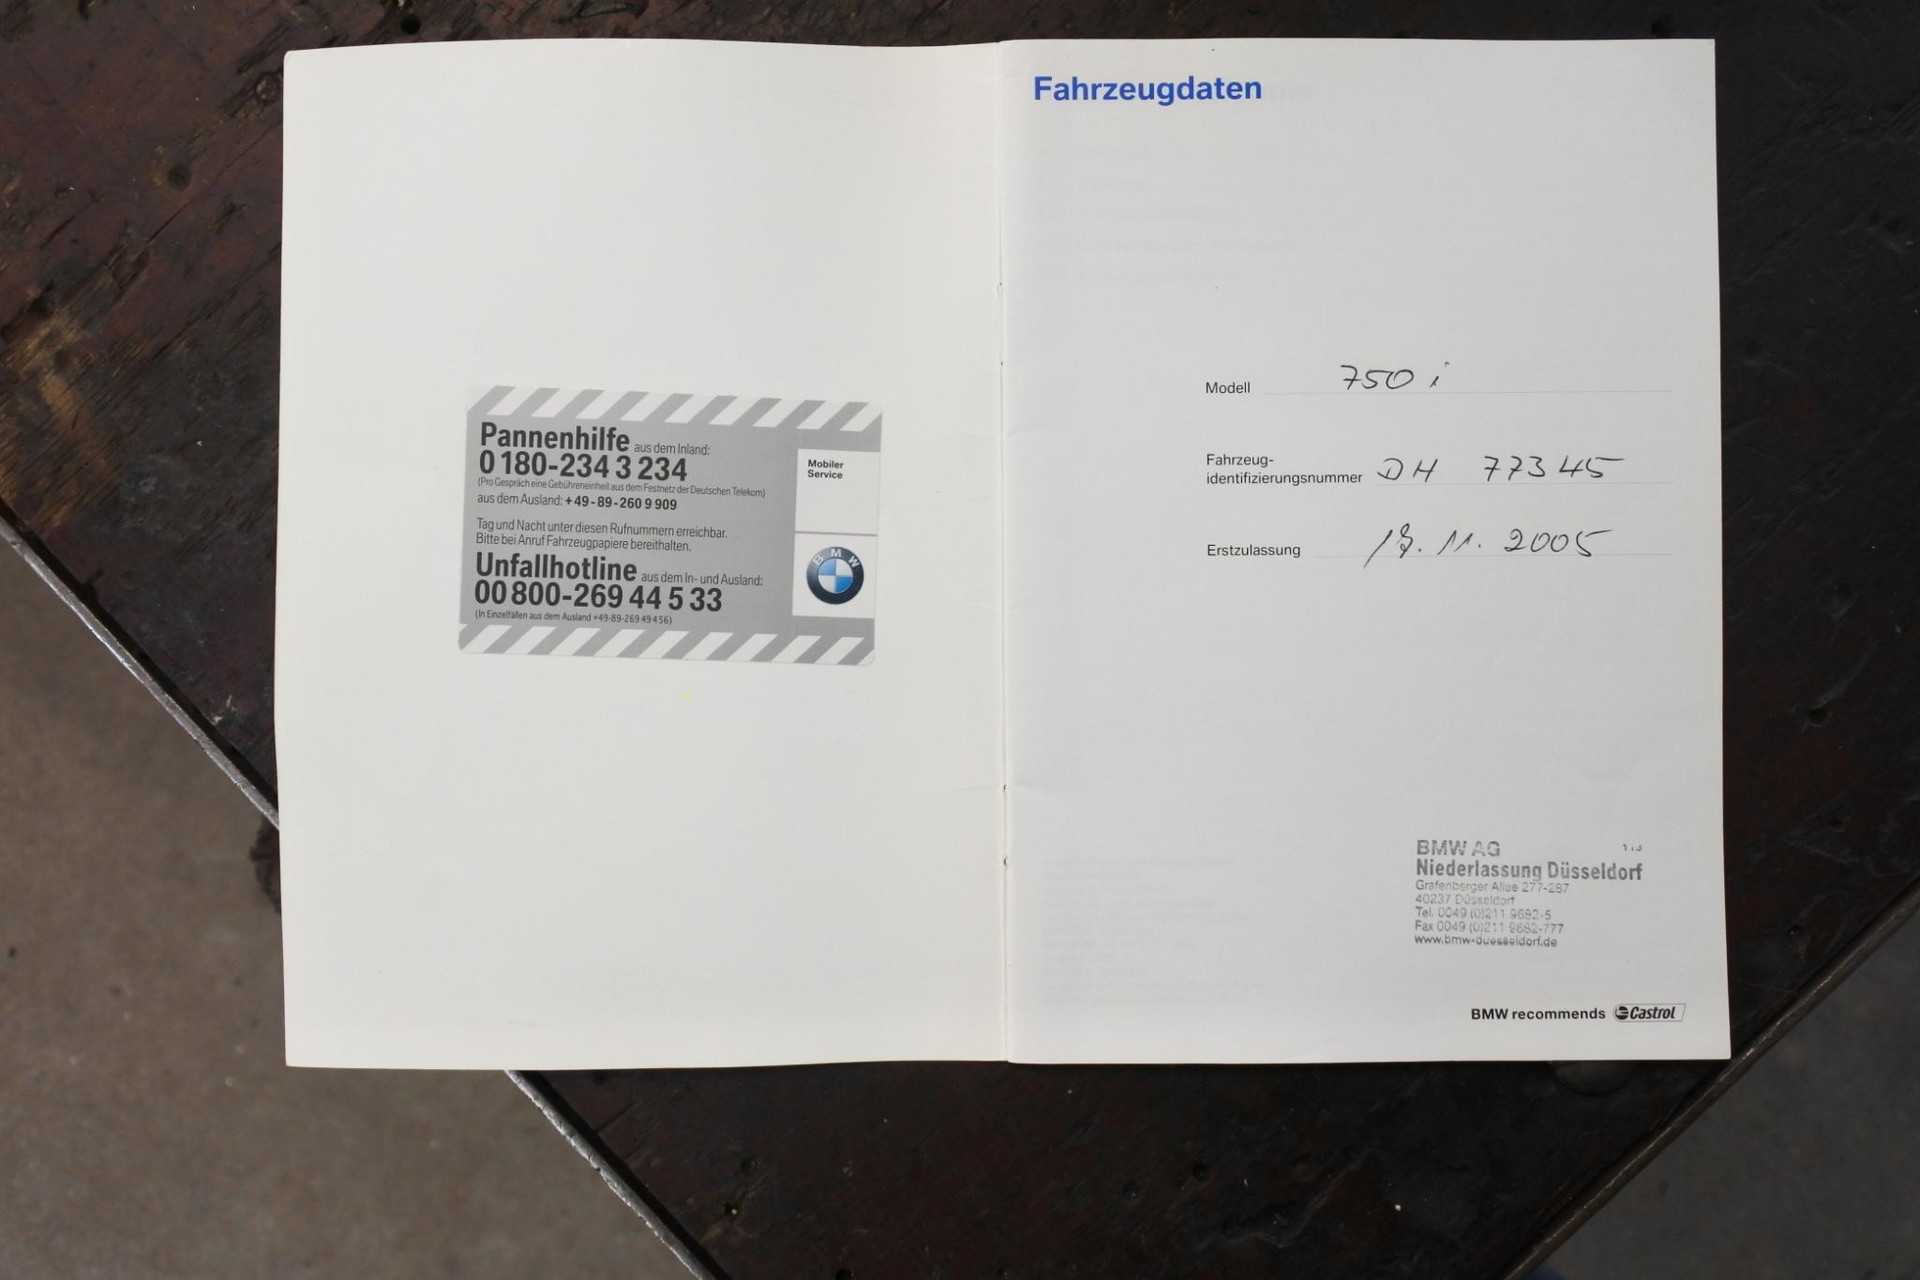 Pannenhilfe aus dem Inland:
0 180-234 3 234
(Pro Gespräch eine Gebühreneinheit aus dem Festnetz der Deutschen Telekom)
aus dem Ausland: +49-89-260 9 909
Tag und Nacht unter diesen Rufnummern erreichbar.
Bitte bei Anruf Fahrzeugpapiere bereithalten.
Unfallhotline aus dem In- und Ausland:
00 800-269 44 5 33
(In Einzelfällen aus dem Ausland +49-89-269 49 4 56)
Mobiler
Service
BMW
Fahrzeugdaten
Modell 750 i
Fahrzeug-
identifizierungsnummer DH 77345
Erstzulassung .11.2005
BMW AG
Niederlassung Düsseldorf
Grafenberger Allee 277-287
40237 Düsseldorf
Tel. 0049 (0)211 9682-5
Fax 0049 (0)211 9682-777
www.bmw-duesseldorf.de
BMW recommends Castrol